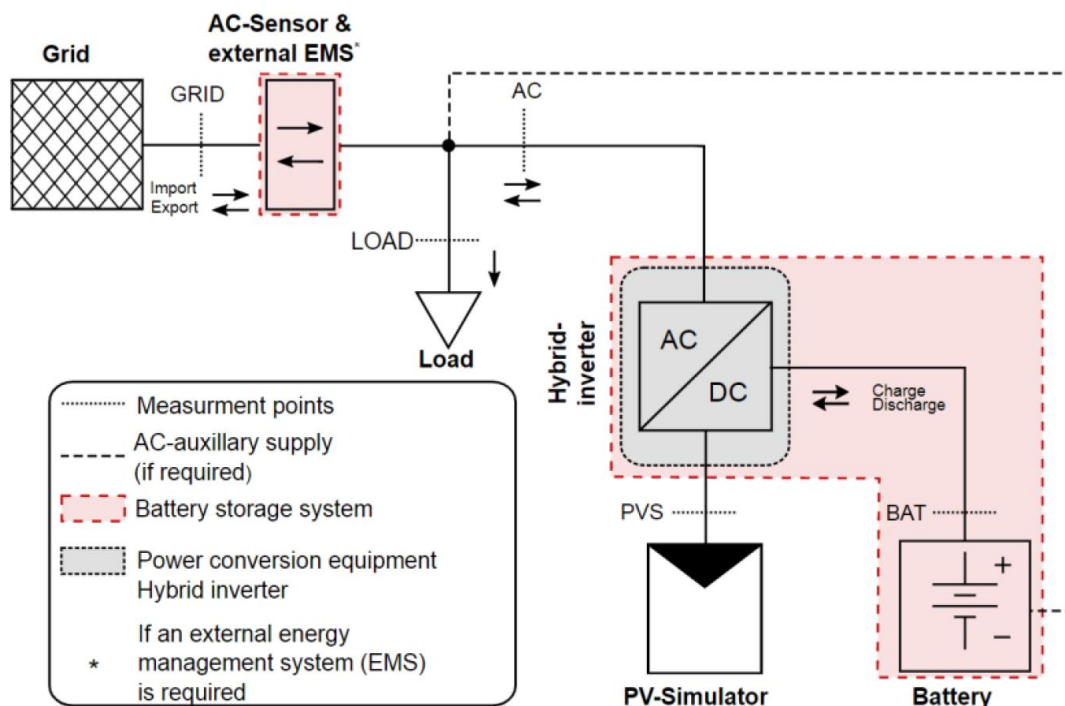 Grid
AC-Sensor &
external EMS*
GRID
AC
Import
Export
LOAD
Load
Hybrid-
inverter
AC
DC
Charge
Discharge
PVS
BAT
+
−
PV-Simulator
Battery
Measurment points
AC-auxillary supply
(if required)
Battery storage system
Power conversion equipment
Hybrid inverter
If an external energy
* management system (EMS)
is required